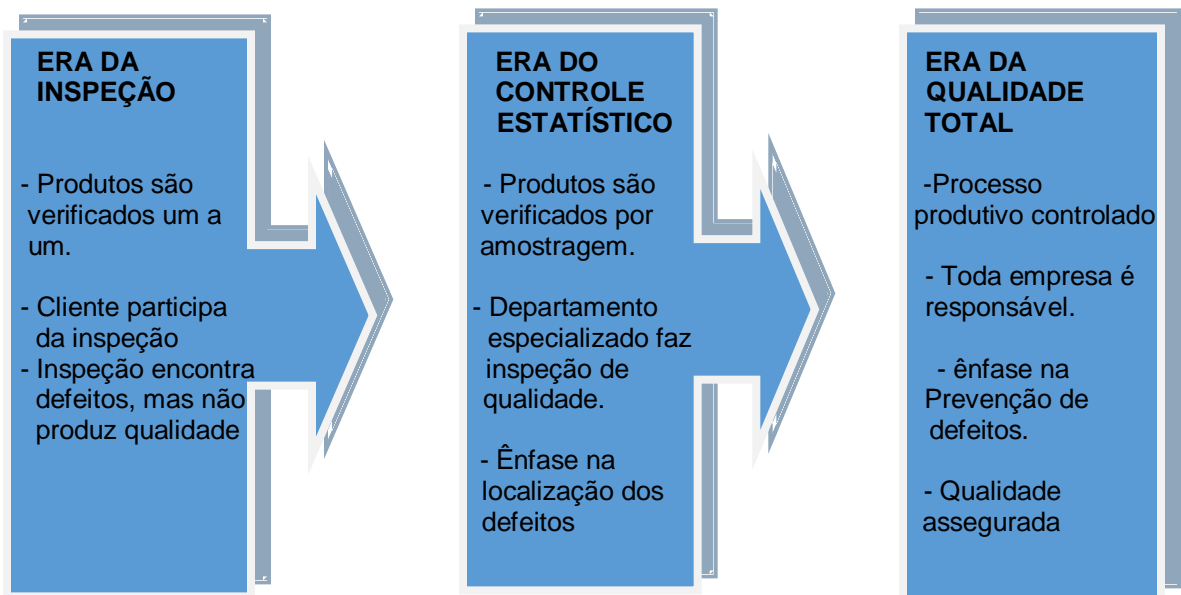 ERA DA
INSPEÇÃO
- Produtos são
verificados um a
um.
- Cliente participa
da inspeção
- Inspeção encontra
defeitos, mas não
produz qualidade
ERA DO
CONTROLE
ESTATÍSTICO
- Produtos são
verificados por
amostragem.
- Departamento
especializado faz
inspeção de
qualidade.
- Ênfase na
localização dos
defeitos
ERA DA
QUALIDADE
TOTAL
-Processo
produtivo controlado
- Toda empresa é
responsável.
- ênfase na
Prevenção de
defeitos.
- Qualidade
assegurada